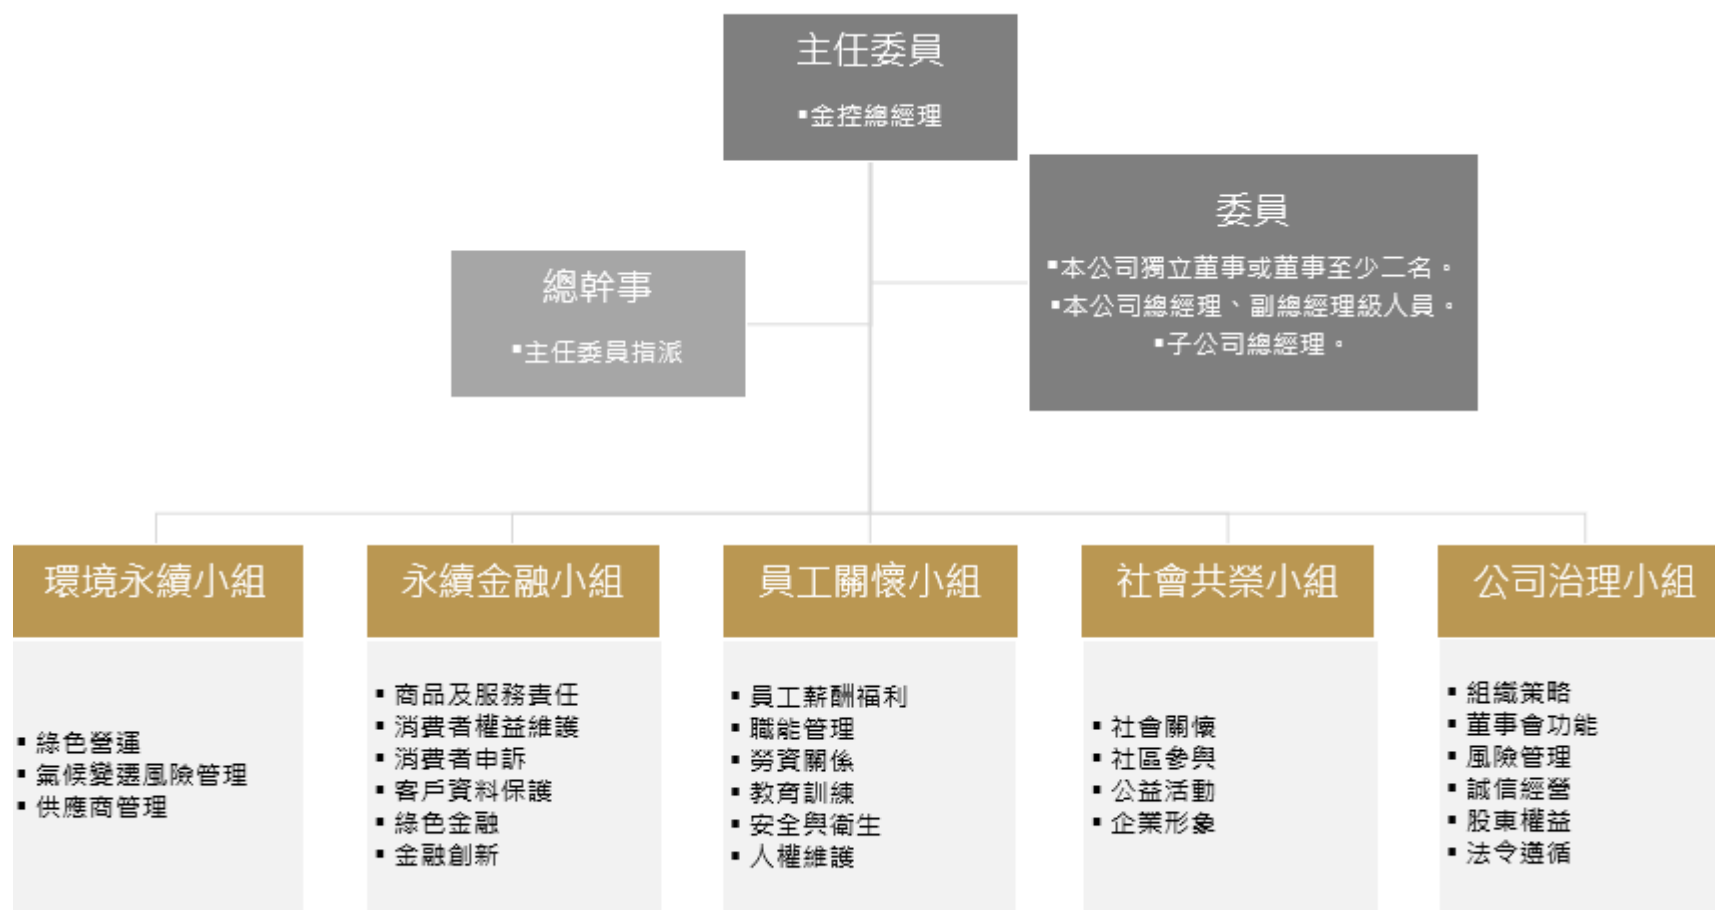 主任委員
▪金控總經理
委員
▪本公司獨立董事或董事至少二名。
▪本公司總經理、副總經理級人員。
▪子公司總經理。
總幹事
▪主任委員指派
環境永續小組
▪ 綠色營運
▪ 氣候變遷風險管理
▪ 供應商管理
永續金融小組
▪ 商品及服務責任
▪ 消費者權益維護
▪ 消費者申訴
▪ 客戶資料保護
▪ 綠色金融
▪ 金融創新
員工關懷小組
▪ 員工薪酬福利
▪ 職能管理
▪ 勞資關係
▪ 教育訓練
▪ 安全與衛生
▪ 人權維護
社會共榮小組
▪ 社會關懷
▪ 社區參與
▪ 公益活動
▪ 企業形象
公司治理小組
▪ 組織策略
▪ 董事會功能
▪ 風險管理
▪ 誠信經營
▪ 股東權益
▪ 法令遵循